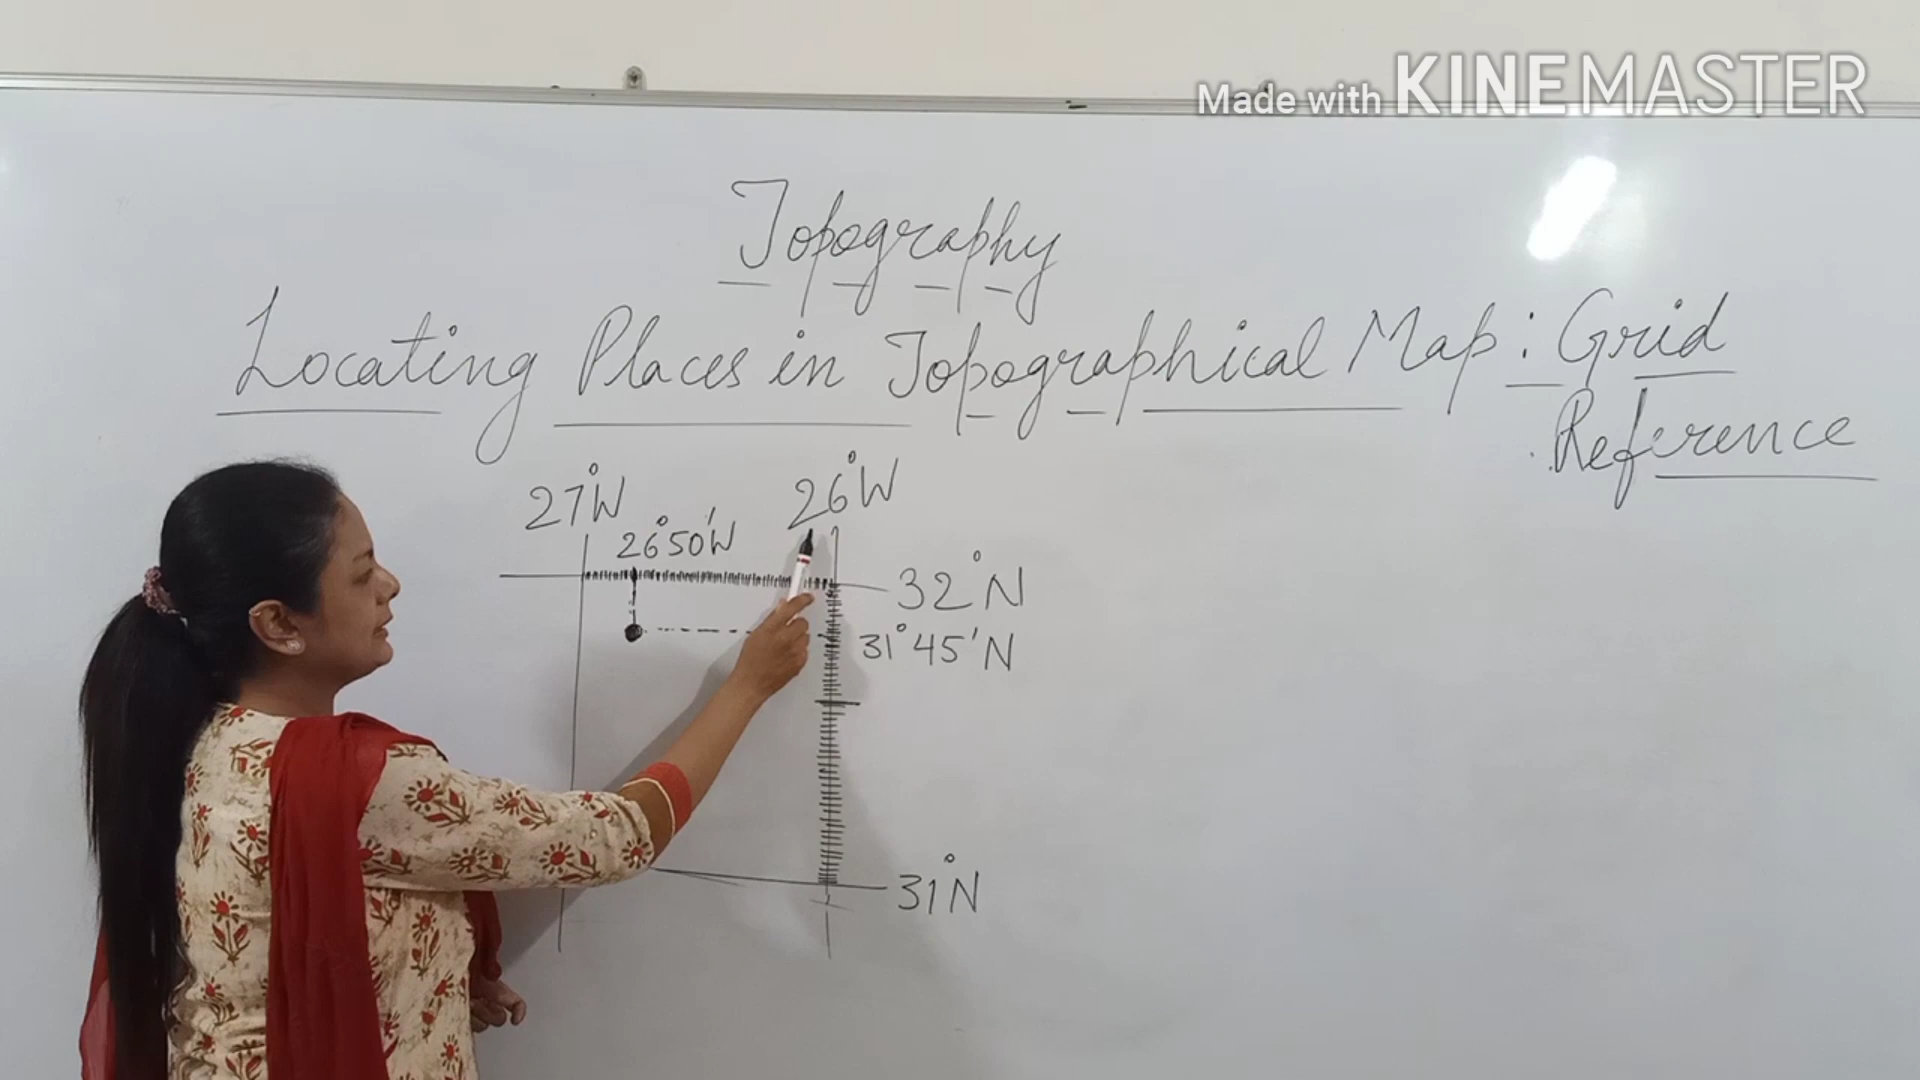 Made with KINEMASTER
Topography
Locating Places in Topographical Map : Grid
Reference
27°W
26°W
26°50'W
32°N
31°45'N
31°N